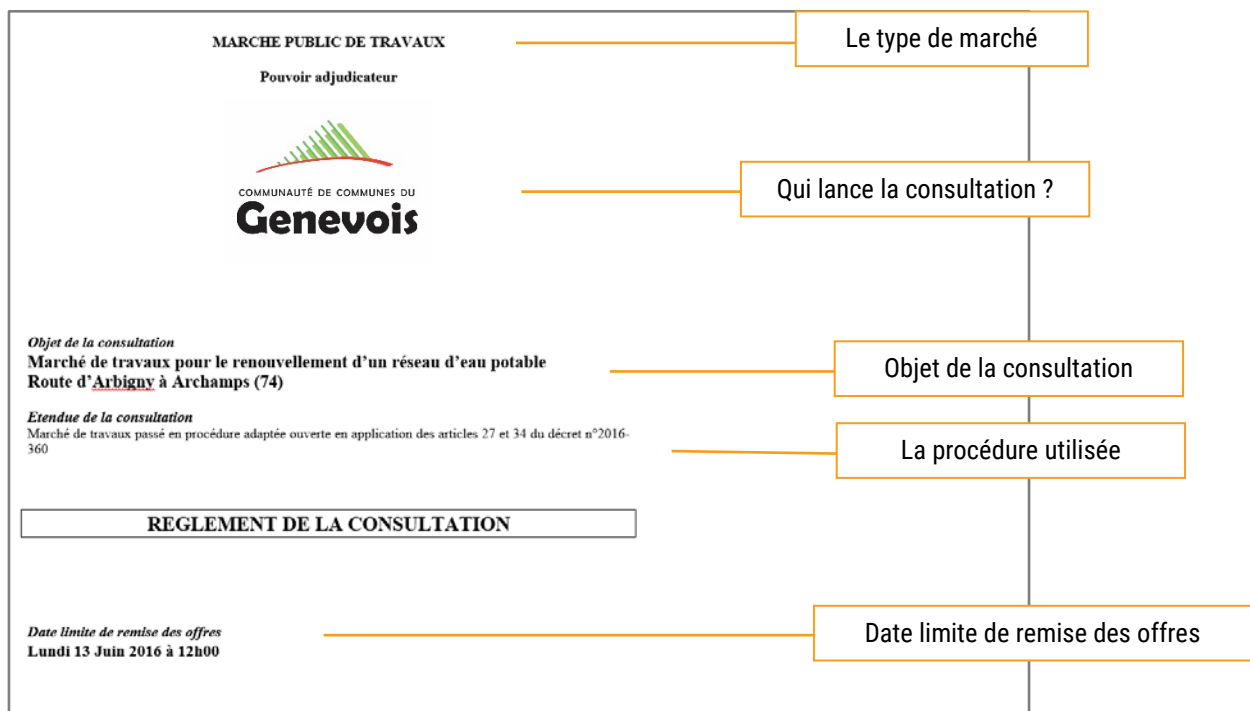 MARCHE PUBLIC DE TRAVAUX
Le type de marché
Pouvoir adjudicateur
COMMUNAUTÉ DE COMMUNES DU
Genevois
Qui lance la consultation ?
Objet de la consultation
Marché de travaux pour le renouvellement d'un réseau d'eau potable
Route d'Arbigny à Archamps (74)
Objet de la consultation
Etendue de la consultation
Marché de travaux passé en procédure adaptée ouverte en application des articles 27 et 34 du décret n°2016-
360
La procédure utilisée
REGLEMENT DE LA CONSULTATION
Date limite de remise des offres
Lundi 13 Juin 2016 à 12h00
Date limite de remise des offres